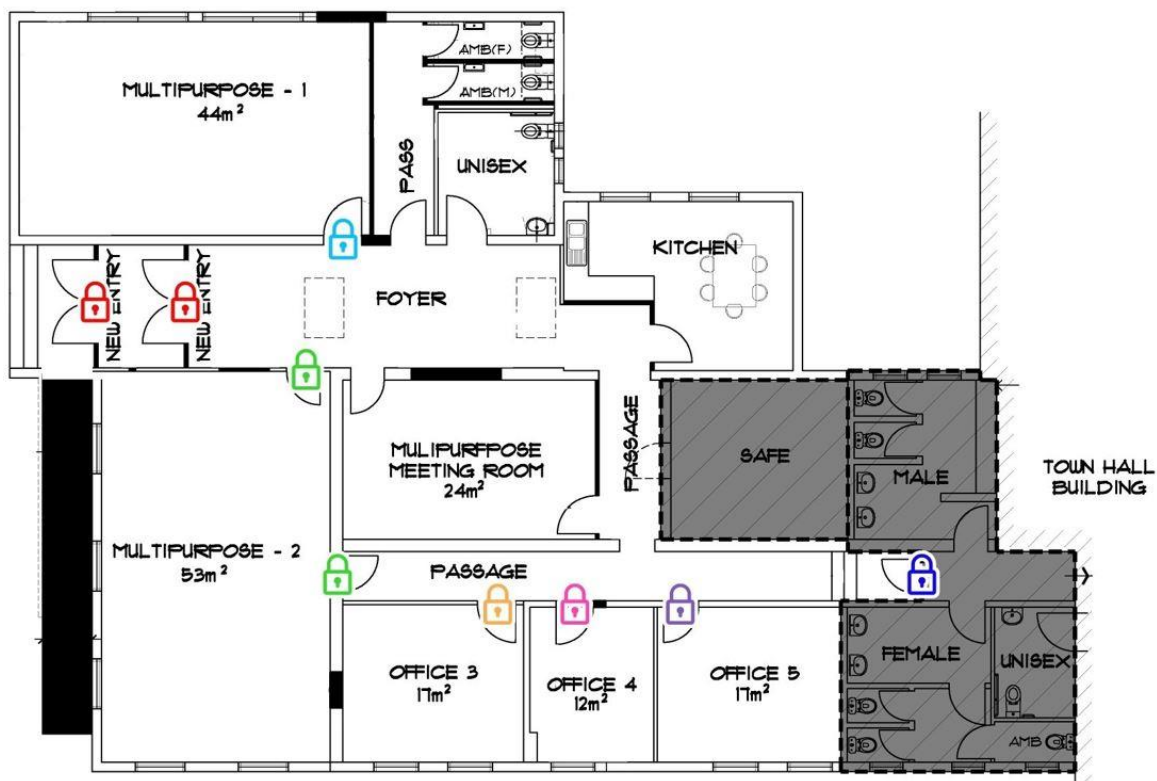 MULTIPURPOSE - 1
44m²
AMB(F)
AMB(M)
PASS
UNISEX
KITCHEN
NEW ENTRY
NEW ENTRY
FOYER
MULIPURFPOSE
MEETING ROOM
24m²
PASSAGE
SAFE
MALE
TOWN HALL
BUILDING
MULTIPURPOSE - 2
53m²
PASSAGE
OFFICE 3
17m²
OFFICE 4
12m²
OFFICE 5
17m²
FEMALE
UNISEX
AMB